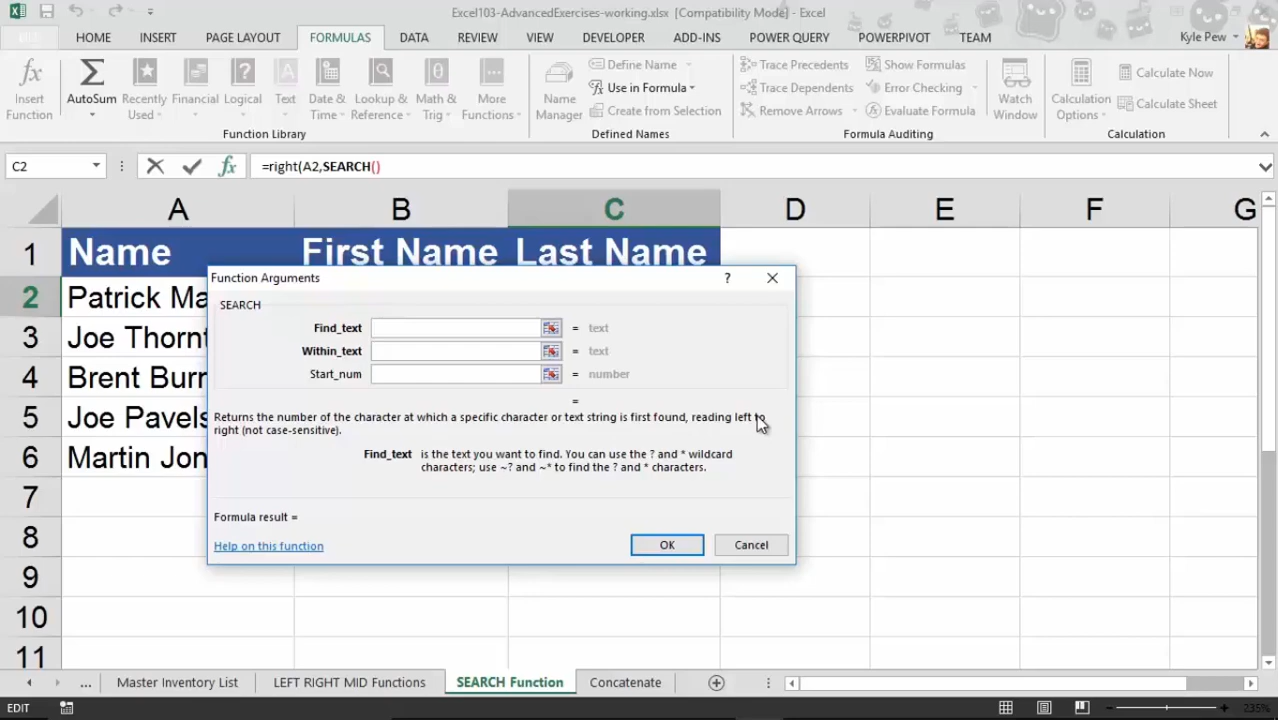 Excel103-AdvancedExercises-working.xlsx [Compatibility Mode] - Excel
HOME INSERT PAGE LAYOUT FORMULAS DATA REVIEW VIEW DEVELOPER ADD-INS POWER QUERY POWERPIVOT TEAM Kyle Pew
Insert Function
AutoSum
Recently Used
Financial
Logical
Text
Date & Time
Lookup & Reference
Math & Trig
More Functions
Function Library
Name Manager
Define Name
Use in Formula
Create from Selection
Defined Names
Trace Precedents
Trace Dependents
Remove Arrows
Show Formulas
Error Checking
Evaluate Formula
Formula Auditing
Watch Window
Calculation Options
Calculate Now
Calculate Sheet
Calculation
C2 fx =right(A2,SEARCH()
A B C D E F G
1 Name First Name Last Name
2 Patrick Ma
3 Joe Thornt
4 Brent Burr
5 Joe Pavels
6 Martin Jon
7
8
9
10
11
Function Arguments ?
SEARCH
Find_text = text
Within_text = text
Start_num = number
=
Returns the number of the character at which a specific character or text string is first found, reading left to
right (not case-sensitive).
Find_text is the text you want to find. You can use the ? and * wildcard
characters; use ~? and ~* to find the ? and * characters.
Formula result =
Help on this function
OK Cancel
... Master Inventory List LEFT RIGHT MID Functions SEARCH Function Concatenate
EDIT 235%